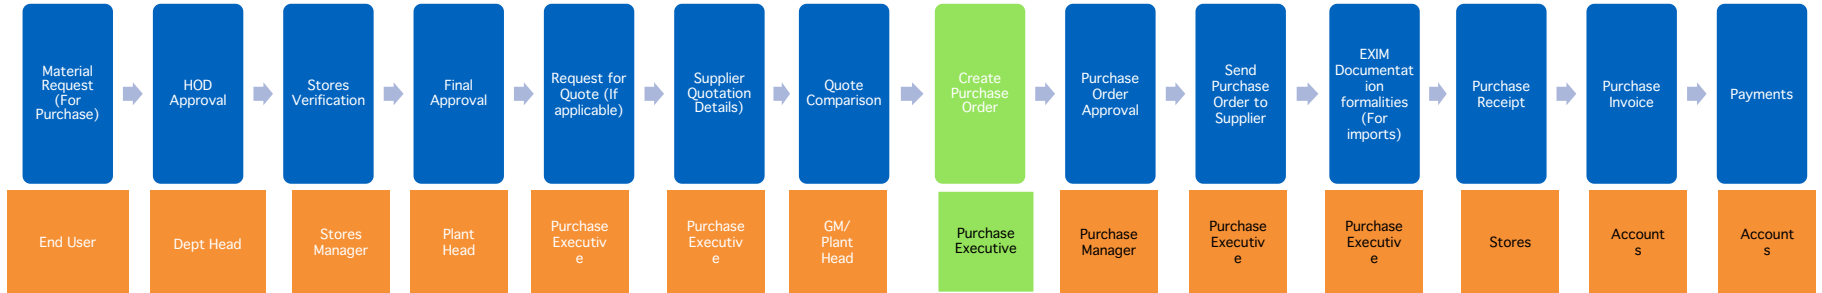 Material
Request
(For
Purchase)
HOD
Approval
Stores
Verification
Final
Approval
Request for
Quote (If
applicable)
Supplier
Quotation
Details)
Quote
Comparison
Create
Purchase
Order
Purchase
Order
Approval
Send
Purchase
Order to
Supplier
EXIM
Documentat
ion
formalities
(For
imports)
Purchase
Receipt
Purchase
Invoice
Payments
End User
Dept Head
Stores
Manager
Plant
Head
Purchase
Executiv
e
Purchase
Executiv
e
GM/
Plant
Head
Purchase
Executive
Purchase
Manager
Purchase
Executiv
e
Purchase
Executiv
e
Stores
Account
s
Account
s